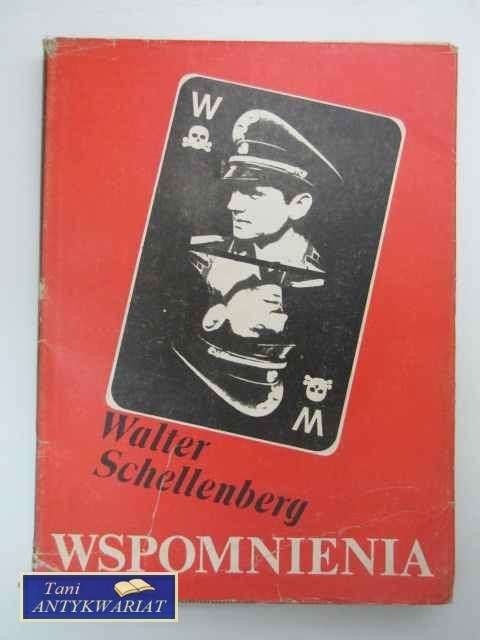 W
Walter
Schellenberg
WSPOMNIENIA
W
Tani
ANTYKWARIAT